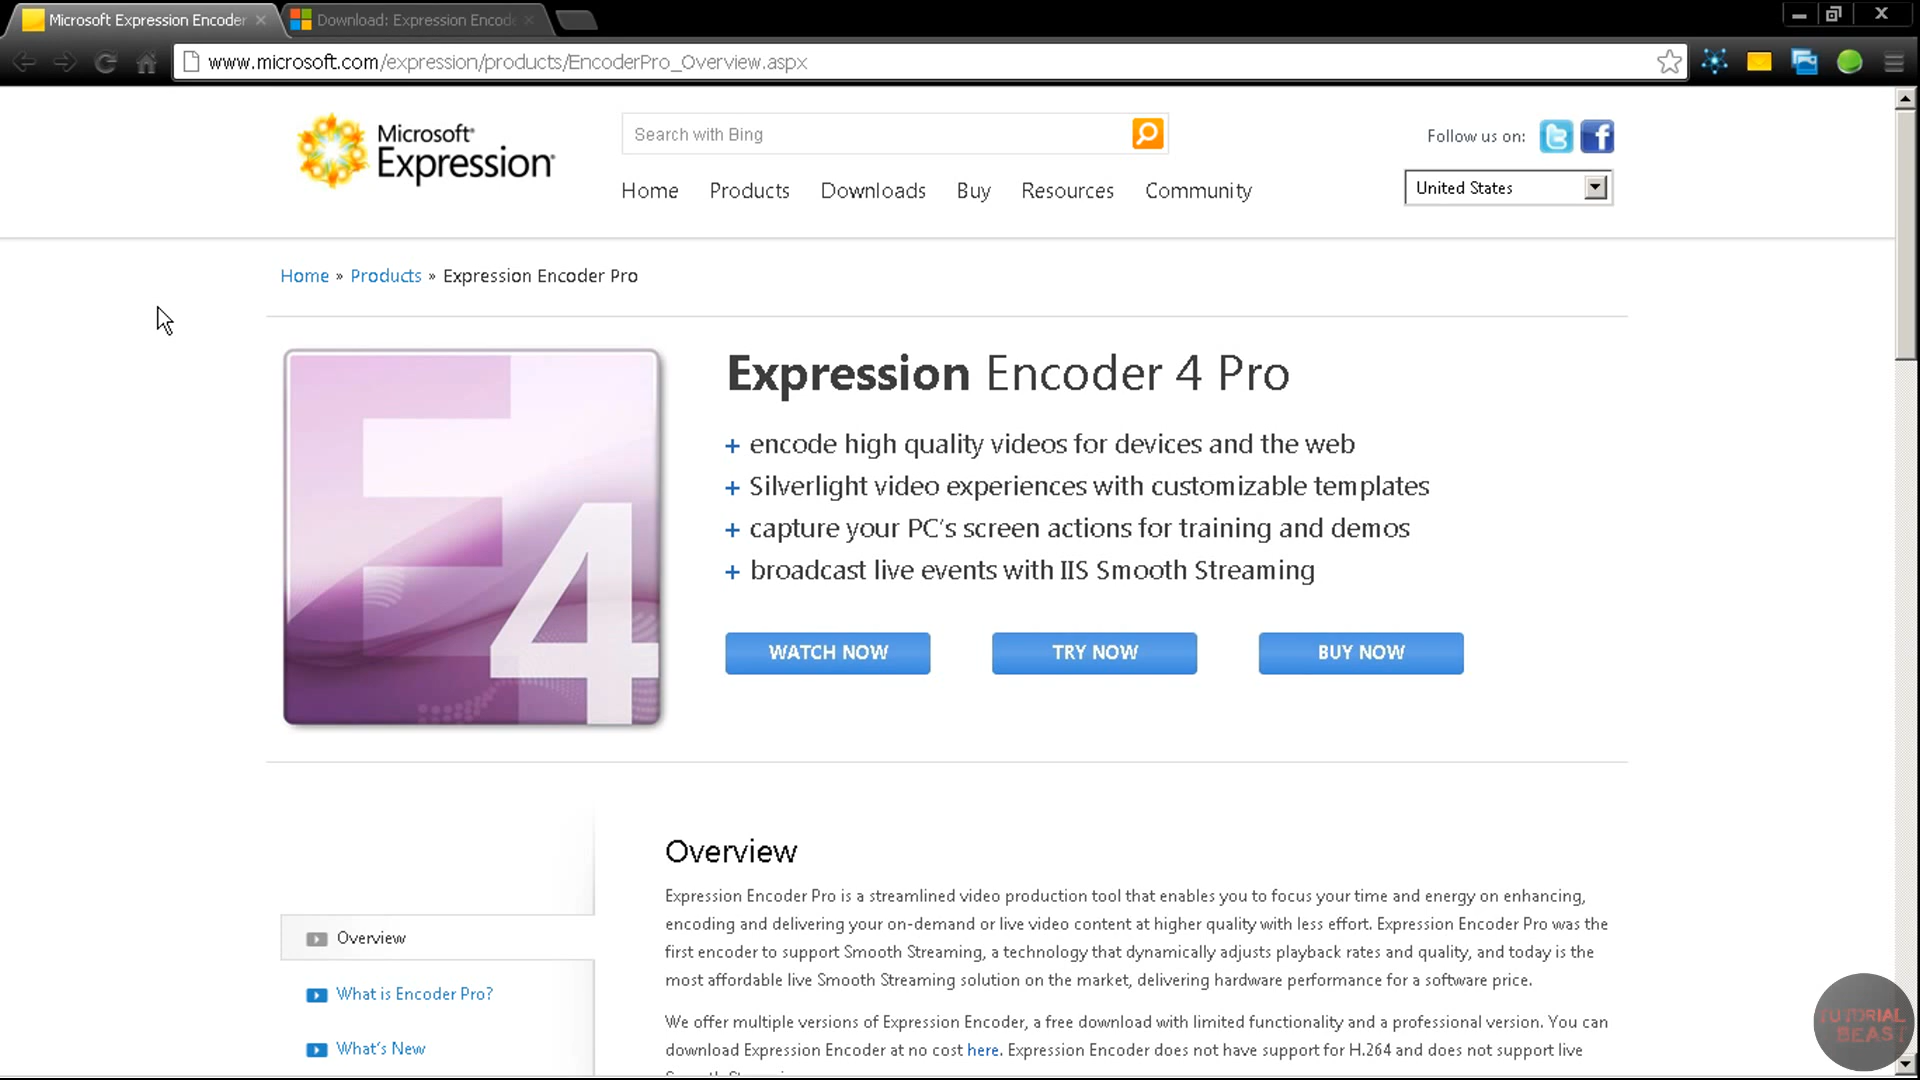 Microsoft Expression Encoder
Download: Expression Encode
www.microsoft.com/expression/products/EncoderPro_Overview.aspx
Microsoft®
Expression®
Search with Bing
Follow us on:
Home Products Downloads Buy Resources Community
United States
Home » Products » Expression Encoder Pro
E
4
Expression Encoder 4 Pro
+ encode high quality videos for devices and the web
+ Silverlight video experiences with customizable templates
+ capture your PC's screen actions for training and demos
+ broadcast live events with IIS Smooth Streaming
WATCH NOW TRY NOW BUY NOW
Overview
What is Encoder Pro?
What's New
Overview
Expression Encoder Pro is a streamlined video production tool that enables you to focus your time and energy on enhancing,
encoding and delivering your on-demand or live video content at higher quality with less effort. Expression Encoder Pro was the
first encoder to support Smooth Streaming, a technology that dynamically adjusts playback rates and quality, and today is the
most affordable live Smooth Streaming solution on the market, delivering hardware performance for a software price.
We offer multiple versions of Expression Encoder, a free download with limited functionality and a professional version. You can
download Expression Encoder at no cost here. Expression Encoder does not have support for H.264 and does not support live
TUTORIAL
BEAST